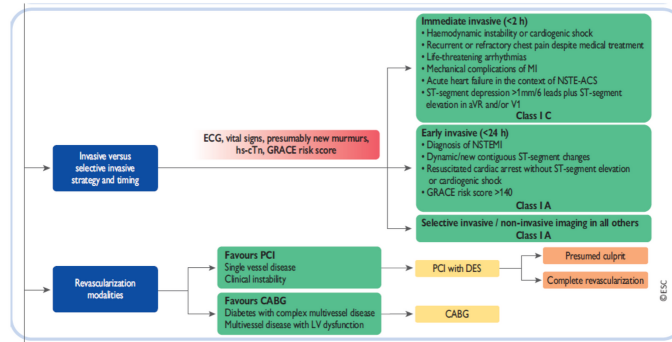 Immediate invasive (<2 h)
• Haemodynamic instability or cardiogenic shock
• Recurrent or refractory chest pain despite medical treatment
• Life-threatening arrhythmias
• Mechanical complications of MI
• Acute heart failure in the context of NSTE-ACS
• ST-segment depression >1mm/6 leads plus ST-segment
elevation in aVR and/or V1
Class I C
ECG, vital signs, presumably new murmurs,
hs-cTn, GRACE risk score
Invasive versus
selective invasive
strategy and timing
Early invasive (<24 h)
• Diagnosis of NSTEMI
• Dynamic/new contiguous ST-segment changes
• Resuscitated cardiac arrest without ST-segment elevation
or cardiogenic shock
• GRACE risk score >140
Class I A
Selective invasive / non-invasive imaging in all others
Class I A
Revascularization
modalities
Favours PCI
Single vessel disease
Clinical instability
PCI with DES
Presumed culprit
Complete revascularization
Favours CABG
Diabetes with complex multivessel disease
Multivessel disease with LV dysfunction
CABG
©ESC